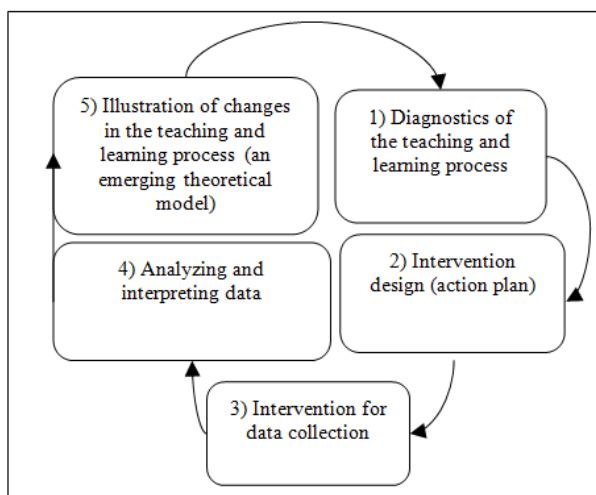 5) Illustration of changes
in the teaching and
learning process (an
emerging theoretical
model)
1) Diagnostics of
the teaching and
learning process
4) Analyzing and
interpreting data
2) Intervention
design (action plan)
3) Intervention for
data collection